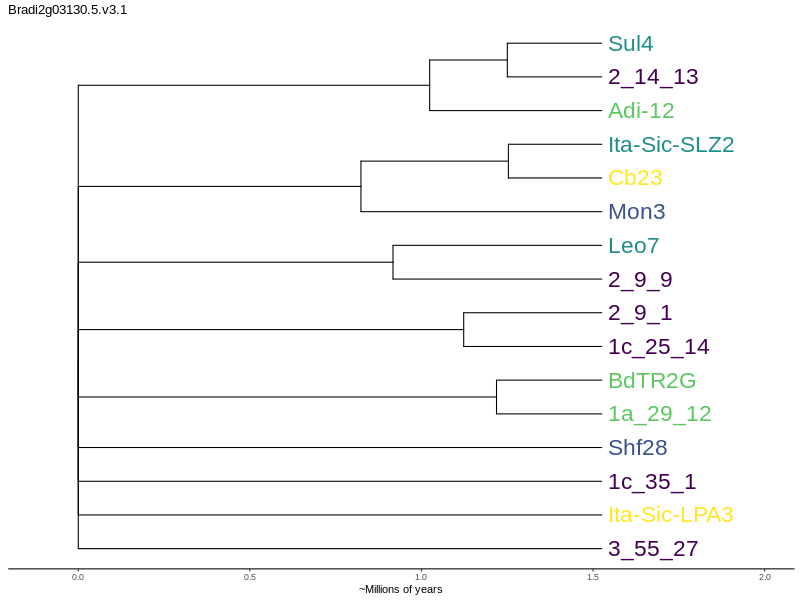 Bradi2g03130.5.v3.1
Sul4
2_14_13
Adi-12
Ita-Sic-SLZ2
Cb23
Mon3
Leo7
2_9_9
2_9_1
1c_25_14
BdTR2G
1a_29_12
Shf28
1c_35_1
Ita-Sic-LPA3
3_55_27
0.0 0.5 1.0 1.5 2.0
~Millions of years